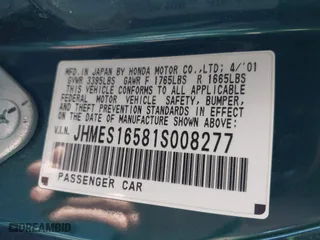 MFD. IN JAPAN BY HONDA MOTOR CO., LTD: 4/'01
GVWR 3395LBS GAWR F 1765LBS R 1665LBS
THIS VEHICLE CONFORMS TO ALL APPLICABLE
FEDERAL MOTOR VEHICLE SAFETY, BUMPER,
AND THEFT PREVENTION STANDARDS IN EFFECT
ON THE DATE OF MANUFACTURE SHOWN ABOVE.
V.I.N. JHMES16581S008277
PASSENGER CAR
DREAMOID